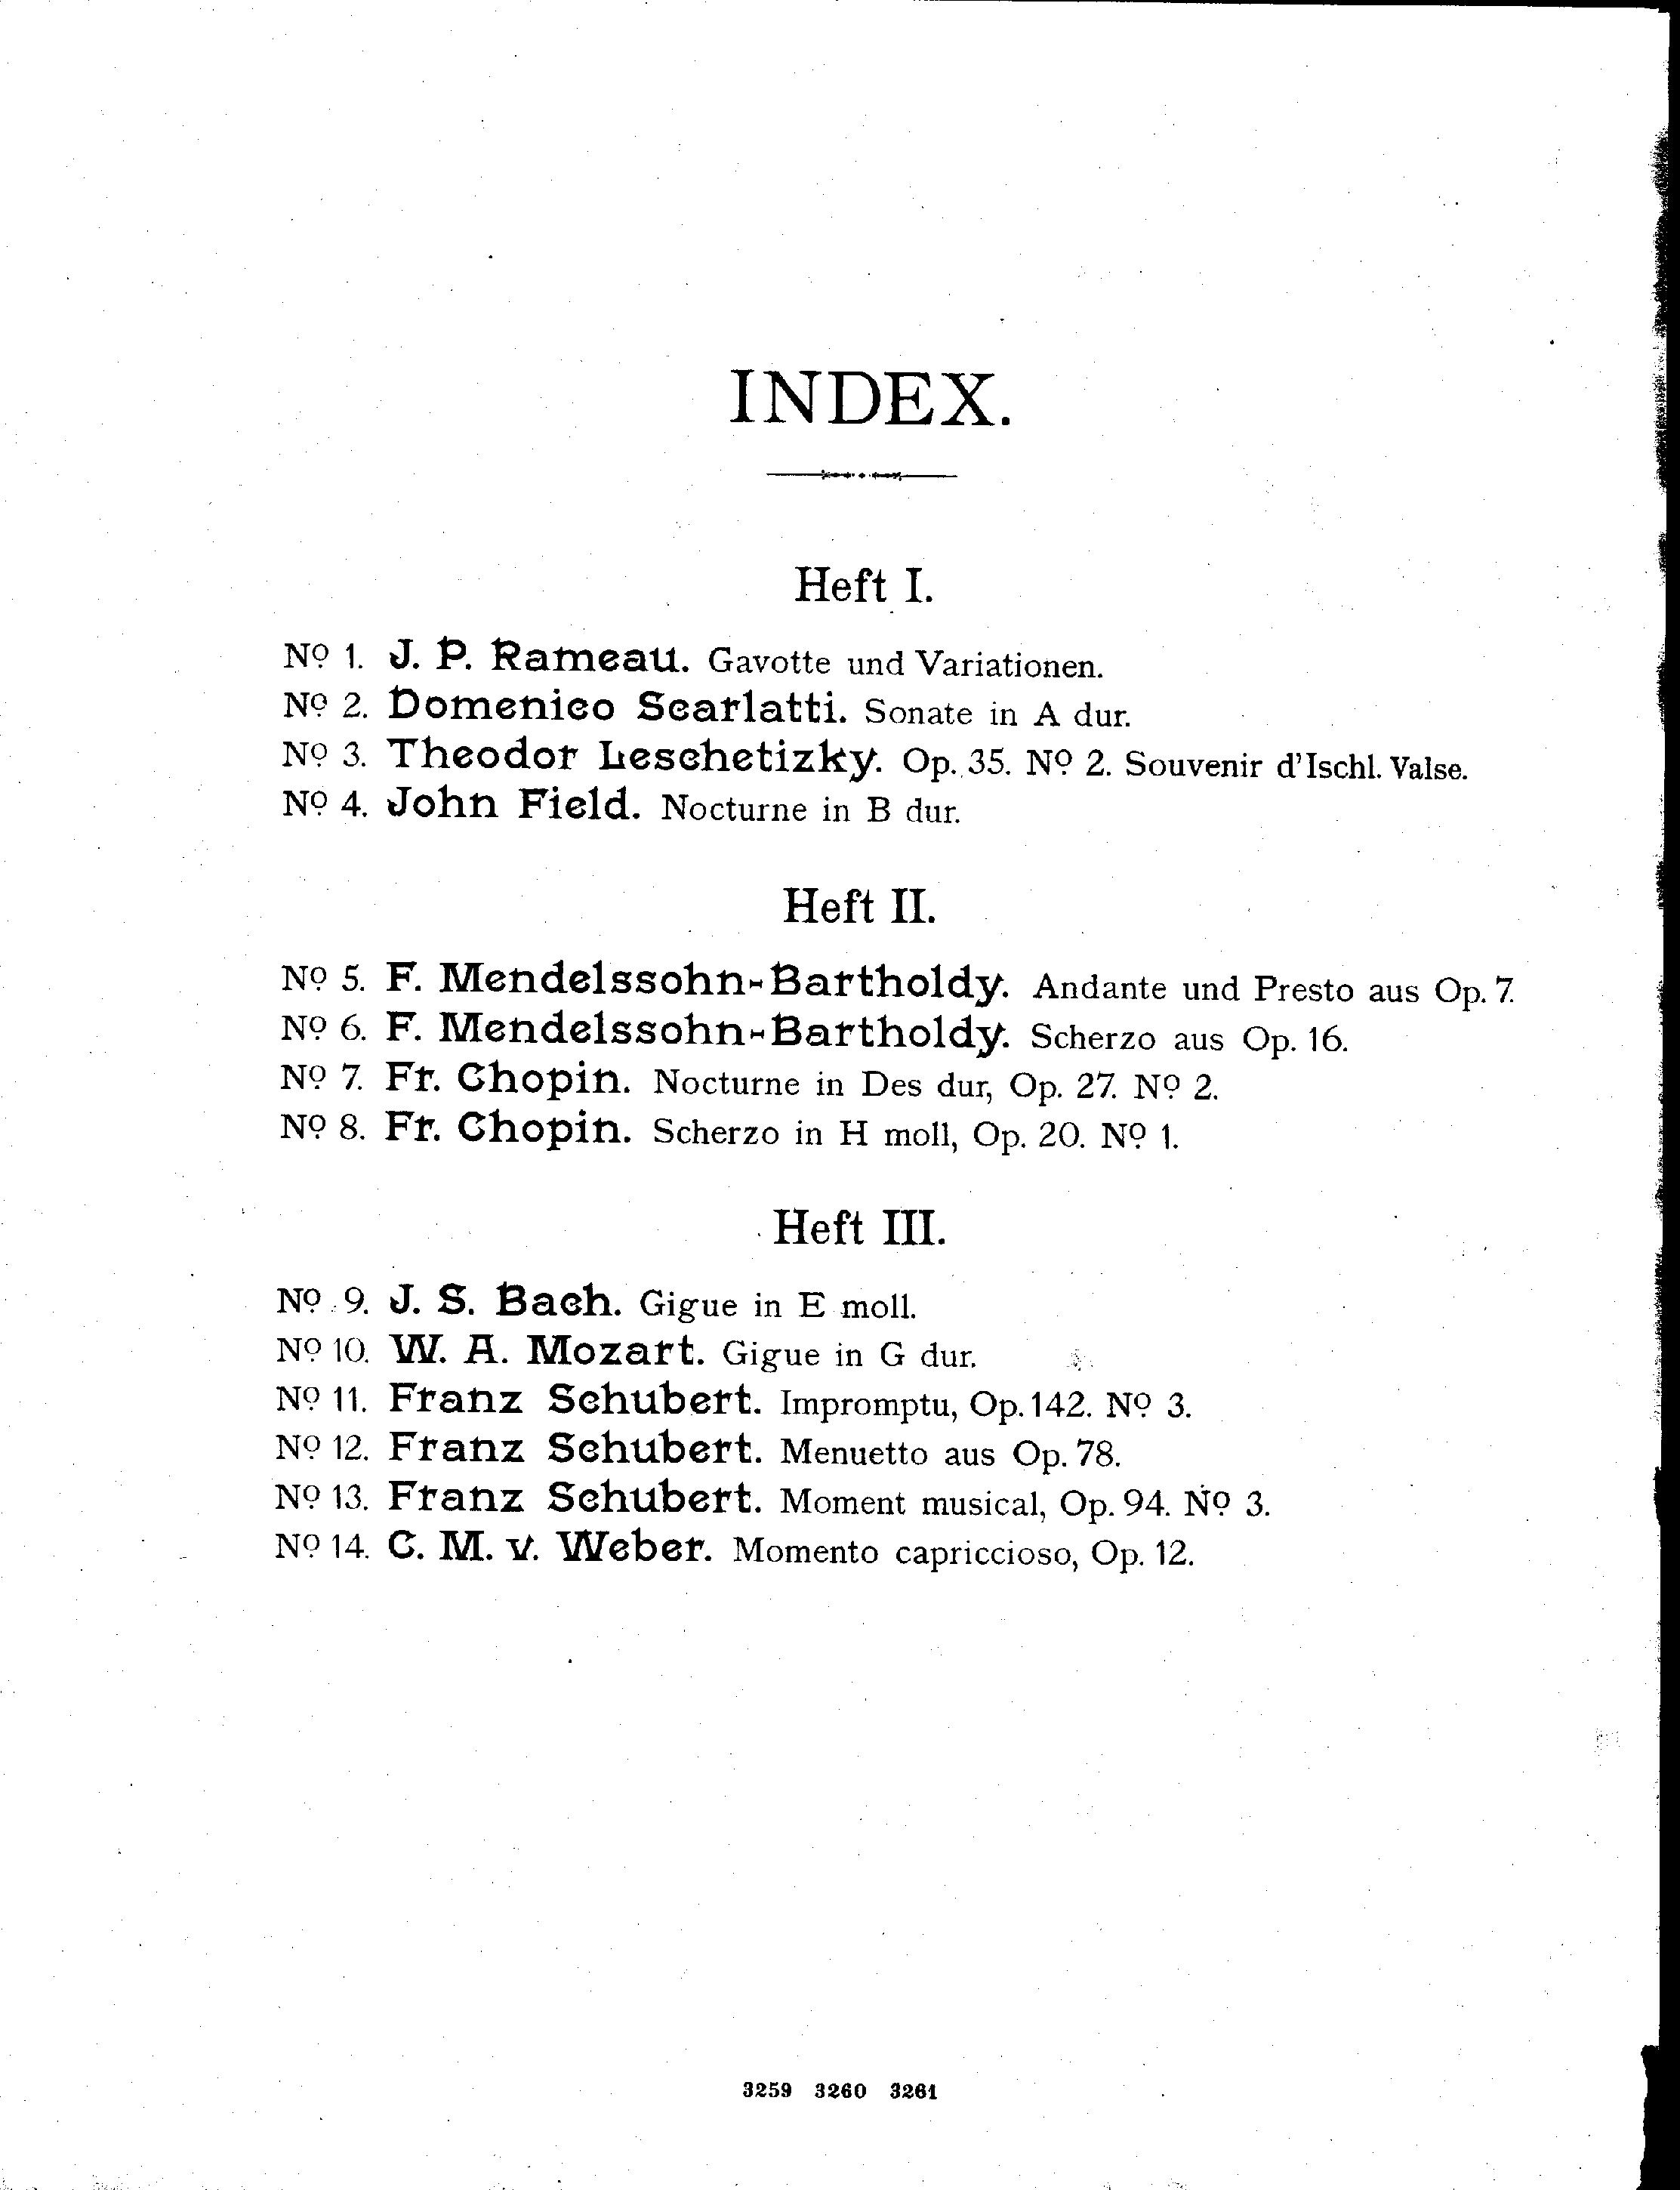 INDEX.
Heft I.
Nº 1. J. P. Rameau. Gavotte und Variationen.
Nº 2. Domenico Scarlatti. Sonate in A dur.
Nº 3. Theodor Leschetizky. Op. 35. Nº 2. Souvenir d'Ischl. Valse.
Nº 4. John Field. Nocturne in B dur.
Heft II.
Nº 5. F. Mendelssohn-Bartholdy. Andante und Presto aus Op. 7.
Nº 6. F. Mendelssohn-Bartholdy. Scherzo aus Op. 16.
Nº 7. Fr. Chopin. Nocturne in Des dur, Op. 27. Nº 2.
Nº 8. Fr. Chopin. Scherzo in H moll, Op. 20. Nº 1.
Heft III.
Nº 9. J. S. Bach. Gigue in E moll.
Nº 10. W. A. Mozart. Gigue in G dur.
Nº 11. Franz Schubert. Impromptu, Op. 142. Nº 3.
Nº 12. Franz Schubert. Menuetto aus Op. 78.
Nº 13. Franz Schubert. Moment musical, Op. 94. Nº 3.
Nº 14. C. M. v. Weber. Momento capriccioso, Op. 12.
3259 3260 3261